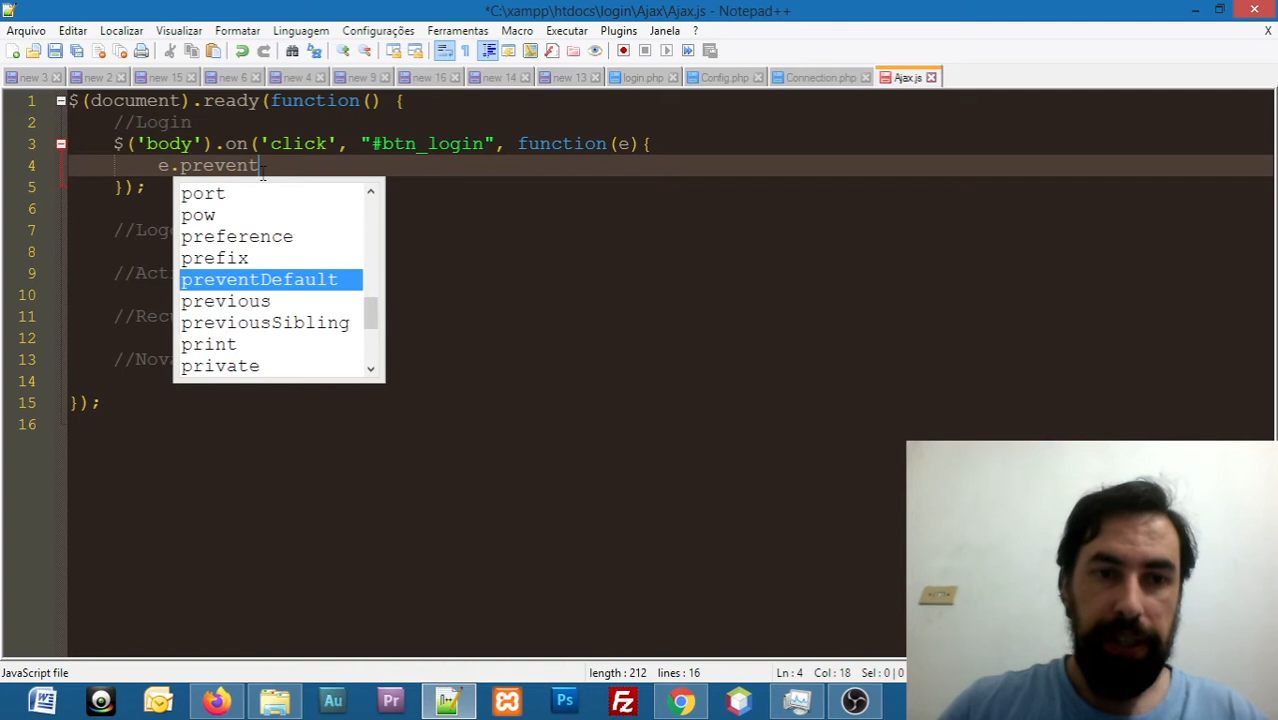 *C:\xampp\htdocs\login\Ajax\Ajax.js - Notepad++
Arquivo Editar Localizar Visualizar Formatar Linguagem Configurações Ferramentas Macro Executar Plugins Janela ? X
new 3 new 2 new 15 new 6 new 4 new 9 new 16 new 14 new 13 login.php Config.php Connection.php Ajax.js
1 $(document).ready(function() {
2 //Login
3 $('body').on('click', "#btn_login", function(e){
4 e.prevent
5 });
port
6
pow
7 //Log
preference
8
prefix
9 //Act
preventDefault
10
previous
11 //Rec
previousSibling
12
print
13 //Nov
private
14
15 });
16
JavaScript file length : 212 lines : 16 Ln : 4 Col : 18 Sel : 0 | 0
W Au Pr Ps Fz